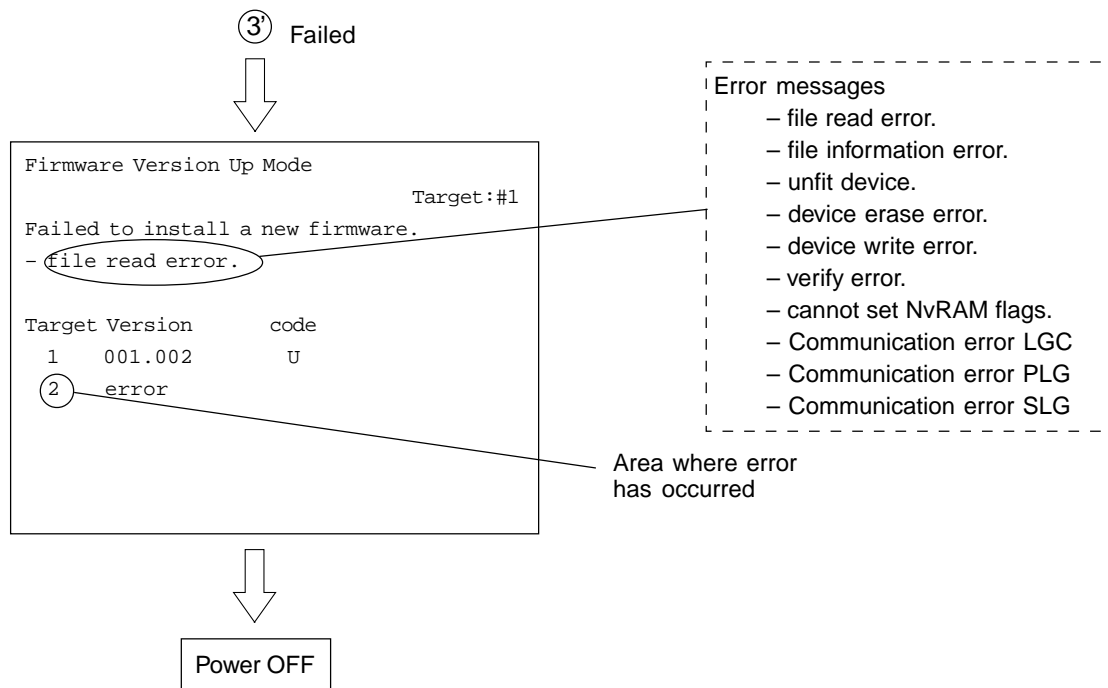 3’ Failed
Firmware Version Up Mode
Target:#1
Failed to install a new firmware.
– file read error.
Target Version code
1 001.002 U
2 error
Error messages
– file read error.
– file information error.
– unfit device.
– device erase error.
– device write error.
– verify error.
– cannot set NvRAM flags.
– Communication error LGC
– Communication error PLG
– Communication error SLG
Area where error
has occurred
Power OFF